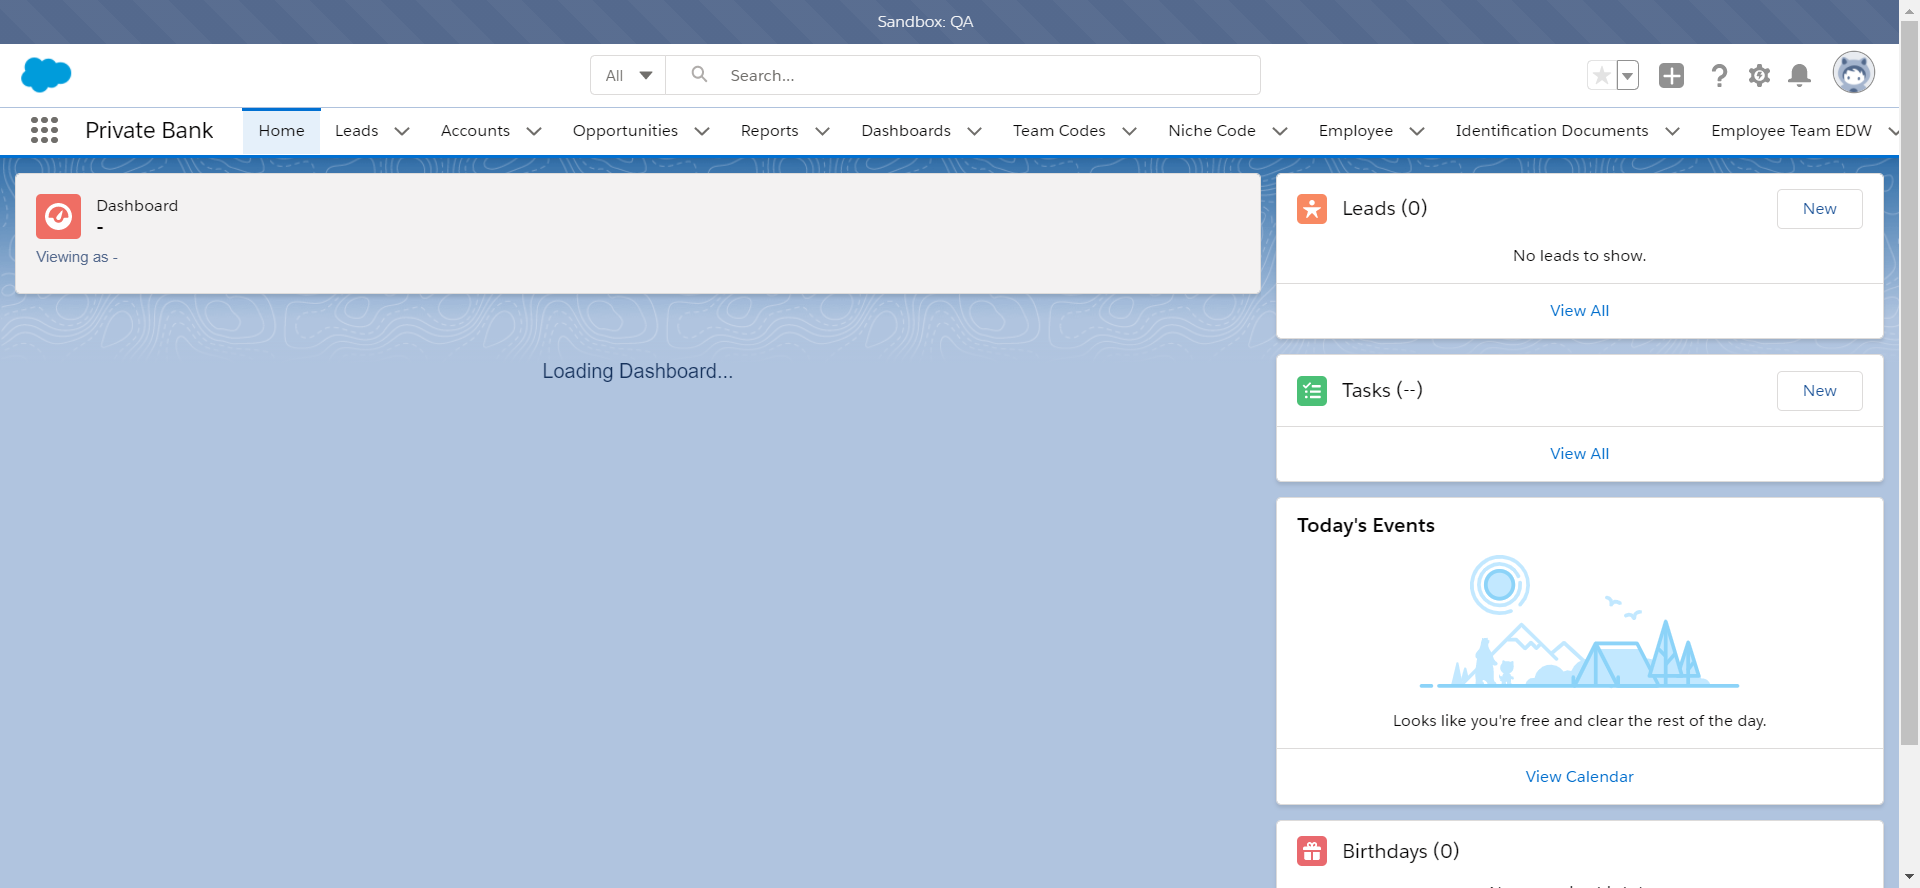 Sandbox: QA
All
Search...
Private Bank
Home
Leads
Accounts
Opportunities
Reports
Dashboards
Team Codes
Niche Code
Employee
Identification Documents
Employee Team EDW
Dashboard
-
Viewing as -
Loading Dashboard...
Leads (0)
New
No leads to show.
View All
Tasks (--)
New
View All
Today's Events
Looks like you're free and clear the rest of the day.
View Calendar
Birthdays (0)